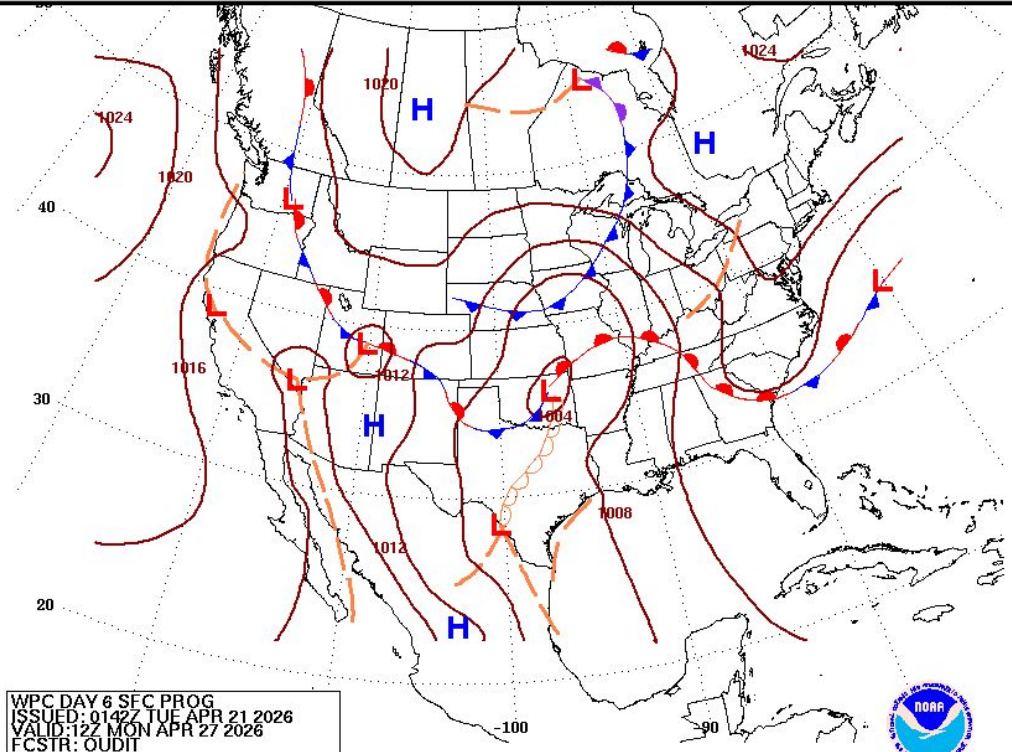 1024
1020
1024
1020
H
L
H
40
L
L
1016
L
1012
L
L
1004
30
H
1008
L
1012
20
H
WPC DAY 6 SFC PROG
ISSUED: 0142Z TUE APR 21 2026
VALID:12Z MON APR 27 2026
FCSTR: OUDIT
-100
-90
NOAA